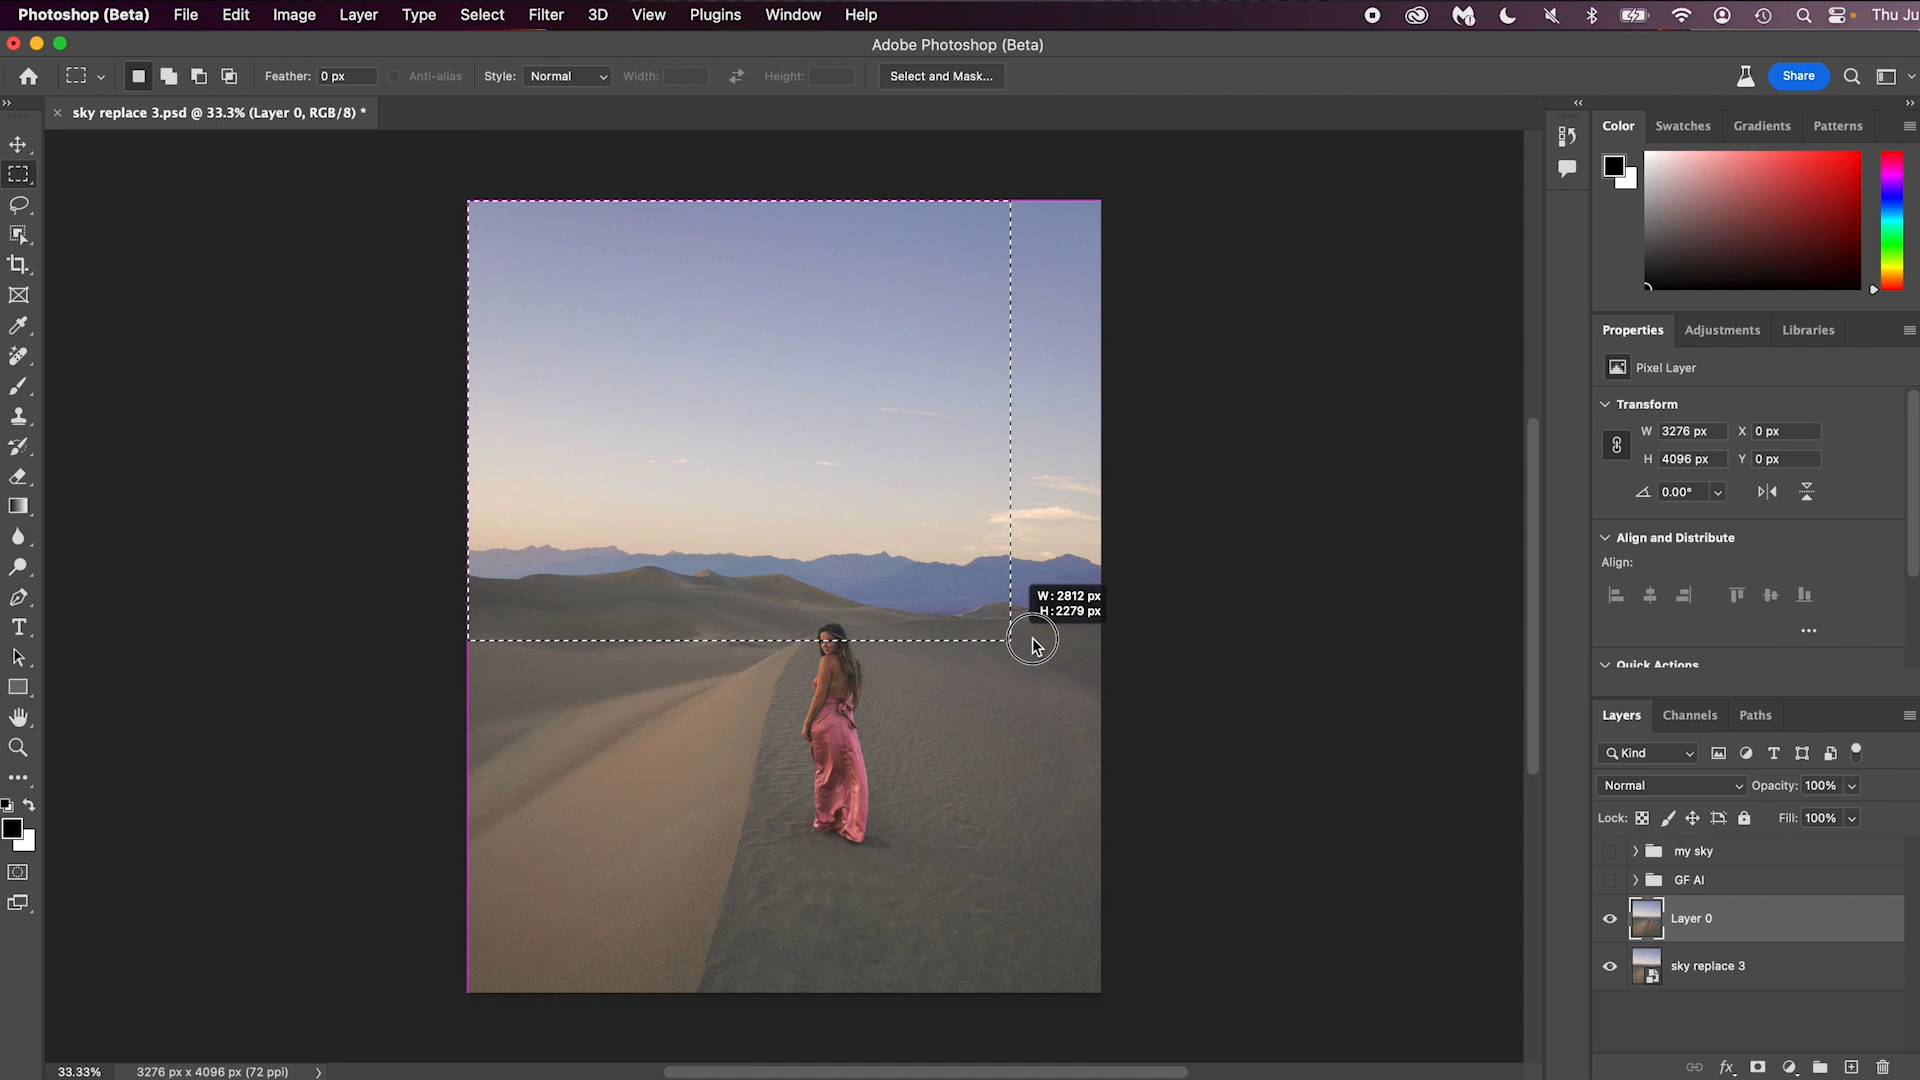 Photoshop (Beta) File Edit Image Layer Type Select Filter 3D View Plugins Window Help Thu Ju
Adobe Photoshop (Beta)
Feather: 0 px Anti-alias Style: Normal Width: Height: Select and Mask... Share
sky replace 3.psd @ 33.3% (Layer 0, RGB/8) *
Color Swatches Gradients Patterns
Properties Adjustments Libraries
Pixel Layer
Transform
W 3276 px X 0 px
H 4096 px Y 0 px
0.00°
Align and Distribute
Align:
W: 2812 px
H: 2279 px
Quick Actions
Layers Channels Paths
Kind
Normal Opacity: 100%
Lock: Fill: 100%
my sky
GF AI
Layer 0
sky replace 3
33.33% 3276 px x 4096 px (72 ppi)